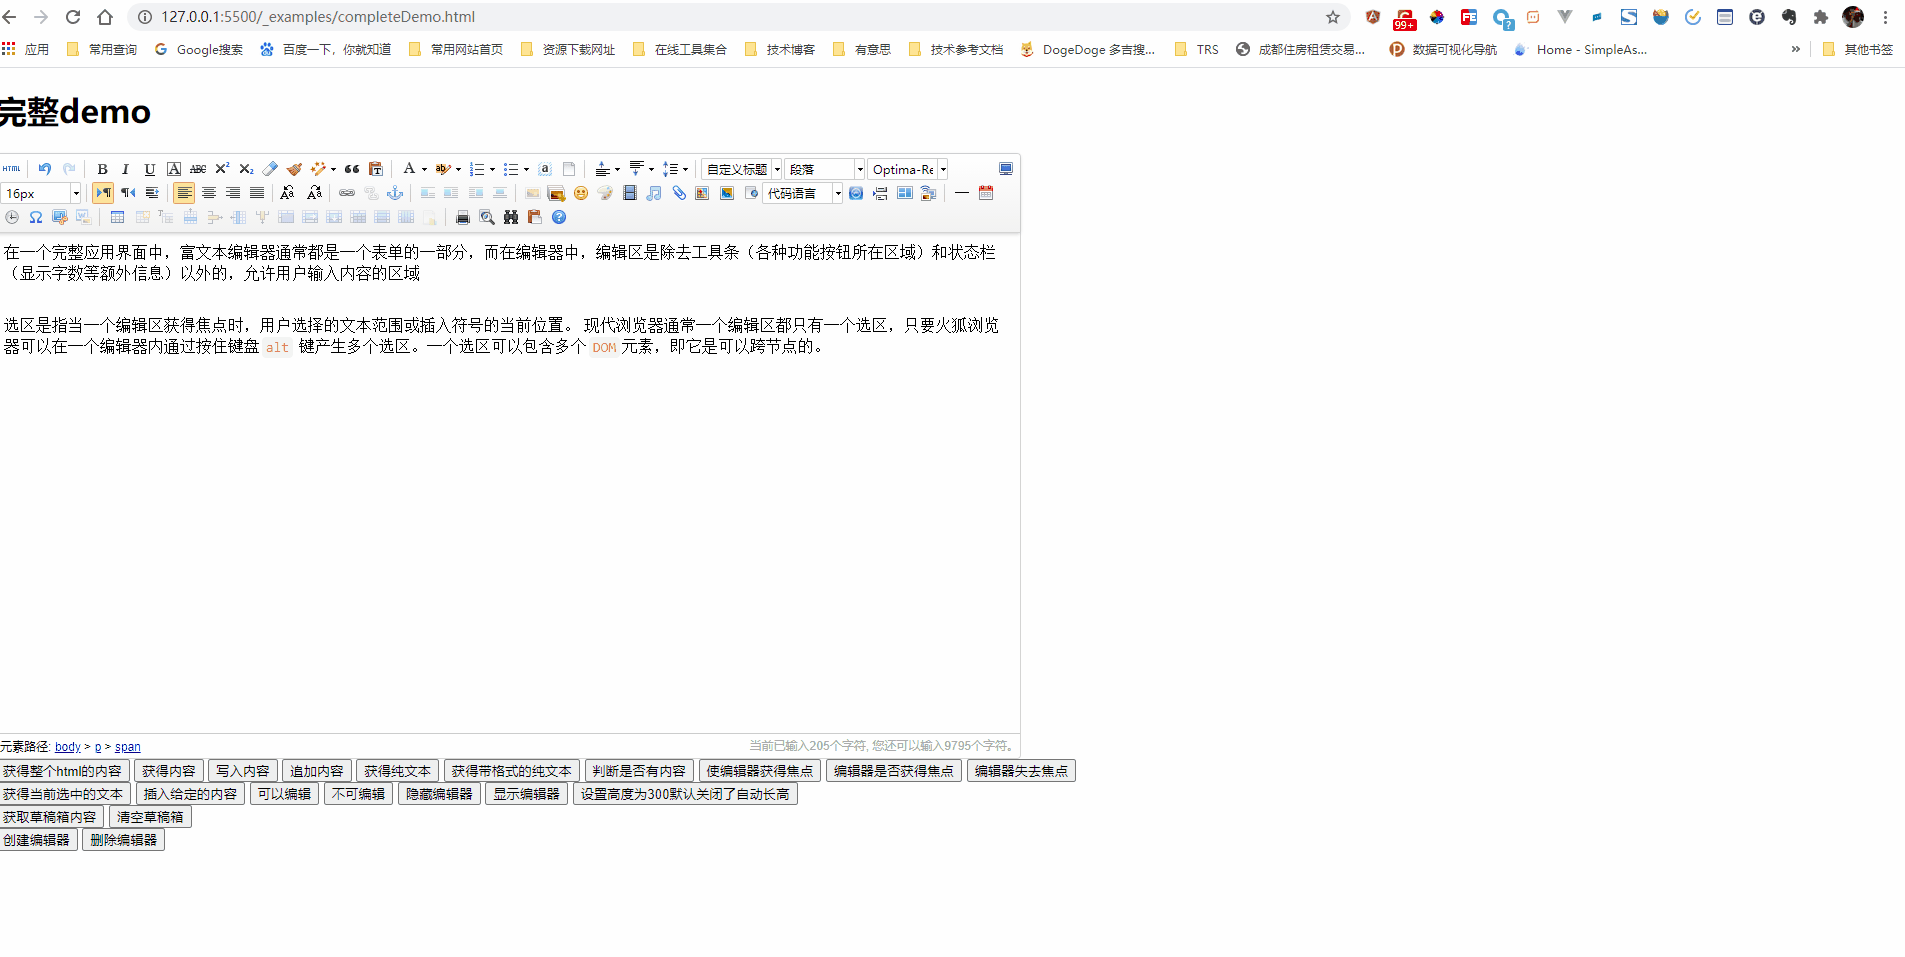 127.0.0.1:5500/_examples/completeDemo.html
99+
FE
应用 常用查询 Google搜索 百度一下，你就知道 常用网站首页 资源下载网址 在线工具集合 技术博客 有意思 技术参考文档 DogeDoge 多吉搜... TRS 成都住房租赁交易... 数据可视化导航 Home - SimpleAs... » 其他书签
完整demo
HTML B I U A ABC X² X₂ 自定义标题 段落 Optima-Re
16px 代码语言
在一个完整应用界面中，富文本编辑器通常都是一个表单的一部分，而在编辑器中，编辑区是除去工具条（各种功能按钮所在区域）和状态栏
（显示字数等额外信息）以外的，允许用户输入内容的区域
选区是指当一个编辑区获得焦点时，用户选择的文本范围或插入符号的当前位置。 现代浏览器通常一个编辑区都只有一个选区，只要火狐浏览
器可以在一个编辑器内通过按住键盘 alt 键产生多个选区。一个选区可以包含多个 DOM 元素，即它是可以跨节点的。
元素路径: body > p > span 当前已输入205个字符, 您还可以输入9795个字符。
获得整个html的内容 获得内容 写入内容 追加内容 获得纯文本 获得带格式的纯文本 判断是否有内容 使编辑器获得焦点 编辑器是否获得焦点 编辑器失去焦点
获得当前选中的文本 插入给定的内容 可以编辑 不可编辑 隐藏编辑器 显示编辑器 设置高度为300默认关闭了自动长高
获取草稿箱内容 清空草稿箱
创建编辑器 删除编辑器